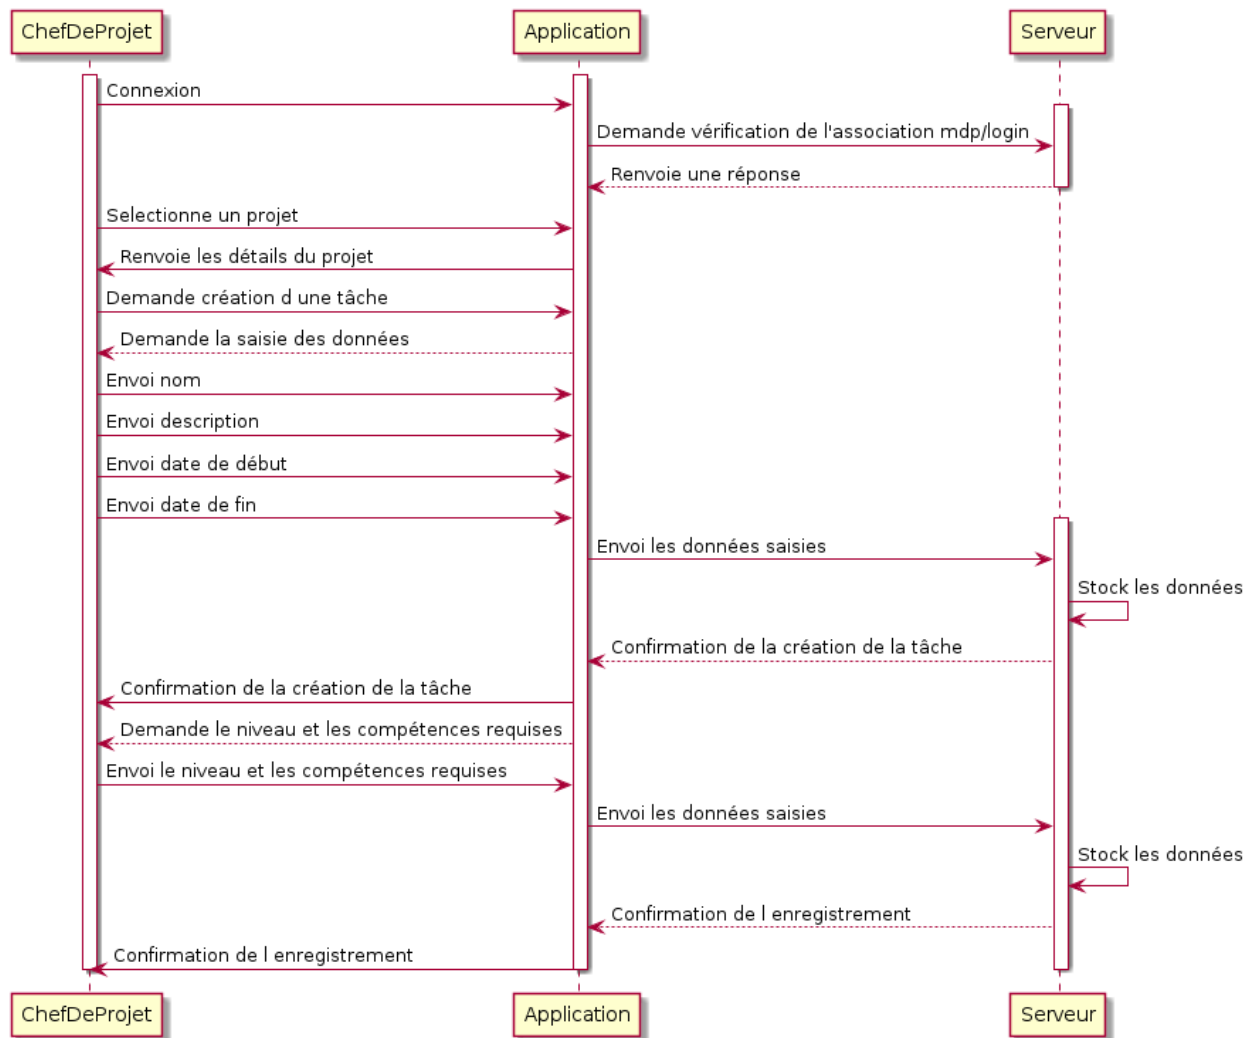 ChefDeProjet
Application
Serveur
Connexion
Demande vérification de l'association mdp/login
Renvoie une réponse
Selectionne un projet
Renvoie les détails du projet
Demande création d une tâche
Demande la saisie des données
Envoi nom
Envoi description
Envoi date de début
Envoi date de fin
Envoi les données saisies
Stock les données
Confirmation de la création de la tâche
Confirmation de la création de la tâche
Demande le niveau et les compétences requises
Envoi le niveau et les compétences requises
Envoi les données saisies
Stock les données
Confirmation de l enregistrement
Confirmation de l enregistrement
ChefDeProjet
Application
Serveur